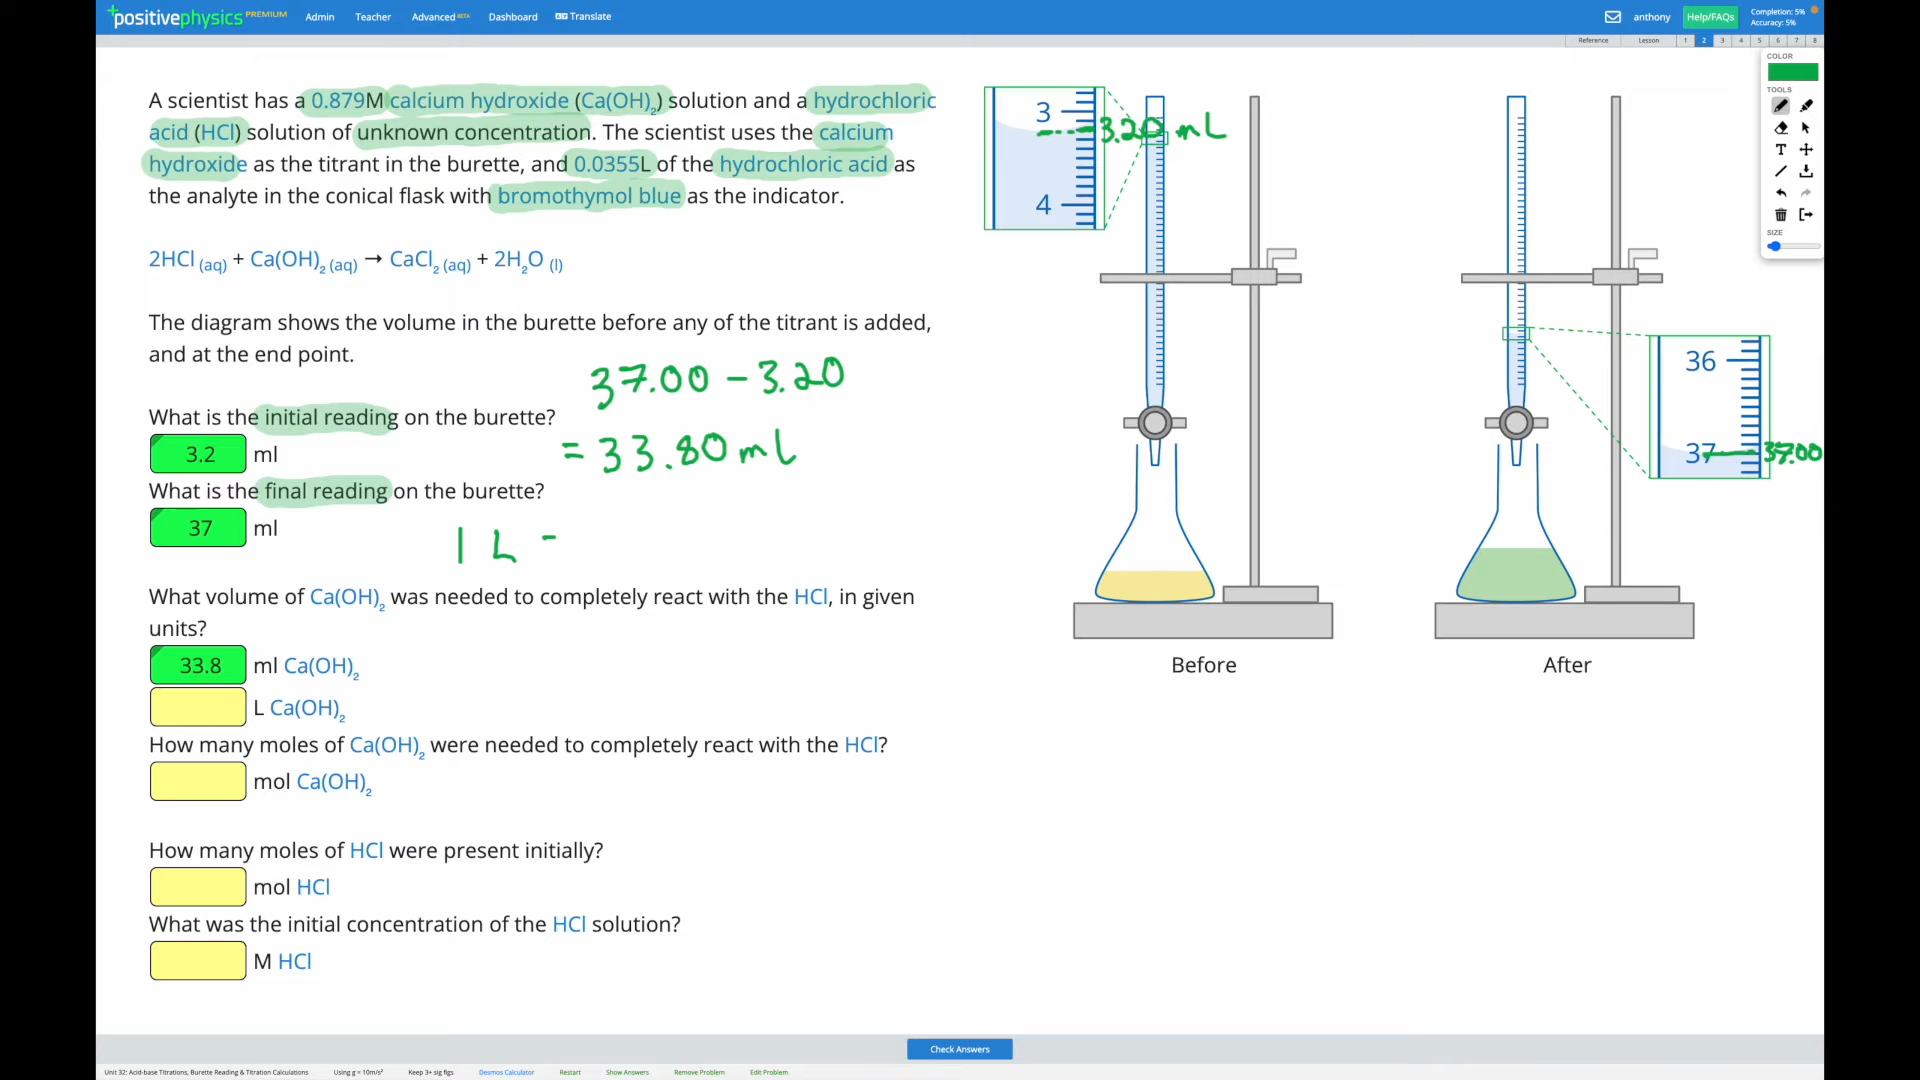 positivephysics PREMIUM Admin Teacher Advanced BETA Dashboard Translate anthony Help/FAQs Completion: 5%
Accuracy: 5%
Reference Lesson 1 2 3 4 5 6 7 8
COLOR
TOOLS
T
SIZE
A scientist has a 0.879M calcium hydroxide (Ca(OH)₂) solution and a hydrochloric
acid (HCl) solution of unknown concentration. The scientist uses the calcium
hydroxide as the titrant in the burette, and 0.0355L of the hydrochloric acid as
the analyte in the conical flask with bromothymol blue as the indicator.
2HCl (aq) + Ca(OH)₂ (aq) → CaCl₂ (aq) + 2H₂O (l)
The diagram shows the volume in the burette before any of the titrant is added,
and at the end point.
37.00 - 3.20
What is the initial reading on the burette?
3.2 ml
= 33.80 mL
What is the final reading on the burette?
37 ml
1 L =
What volume of Ca(OH)₂ was needed to completely react with the HCl, in given
units?
33.8 ml Ca(OH)₂
L Ca(OH)₂
How many moles of Ca(OH)₂ were needed to completely react with the HCl?
mol Ca(OH)₂
How many moles of HCl were present initially?
mol HCl
What was the initial concentration of the HCl solution?
M HCl
3
3.20 mL
4
36
37 37.00
Before After
Check Answers
Unit 32: Acid-base Titrations, Burette Reading & Titration Calculations Using g = 10m/s² Keep 3+ sig figs Desmos Calculator Restart Show Answers Remove Problem Edit Problem